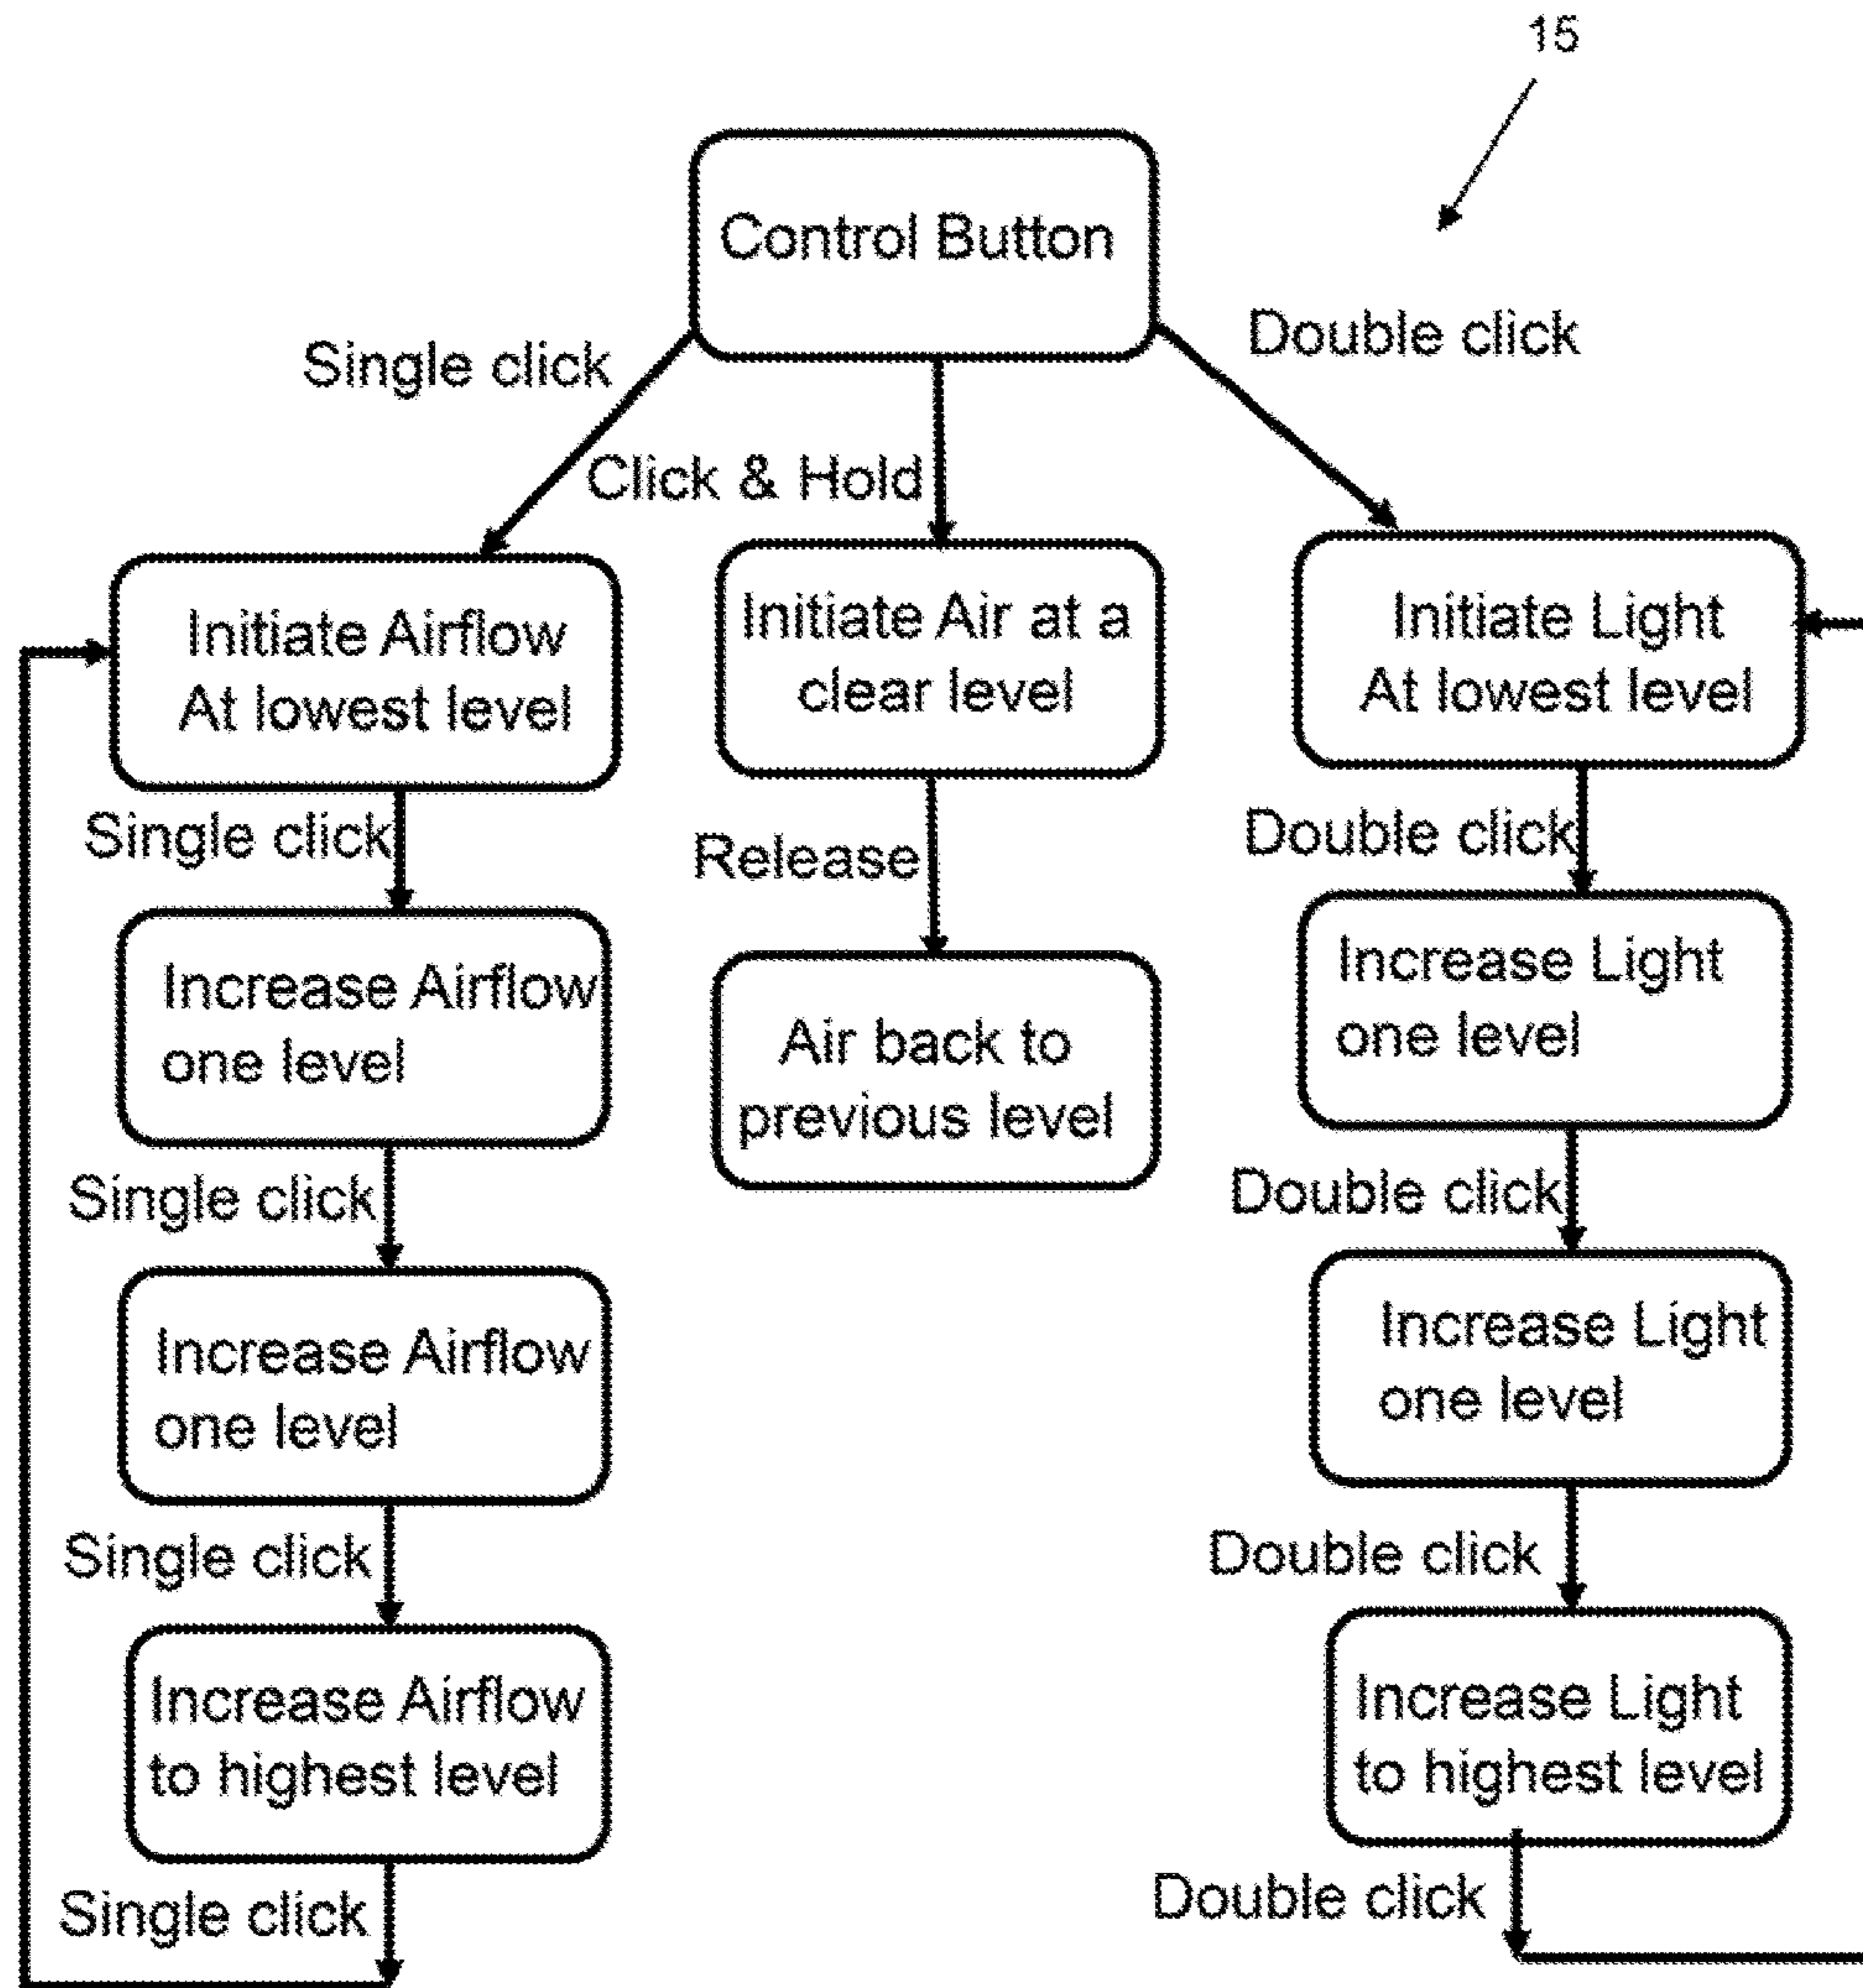 15
Control Button
Single click
Double click
Click & Hold
Initiate Airflow
At lowest level
Initiate Air at a
clear level
Initiate Light
At lowest level
Single click
Release
Double click
Increase Airflow
one level
Air back to
previous level
Increase Light
one level
Single click
Double click
Increase Airflow
one level
Increase Light
one level
Single click
Double click
Increase Airflow
to highest level
Increase Light
to highest level
Single click
Double click